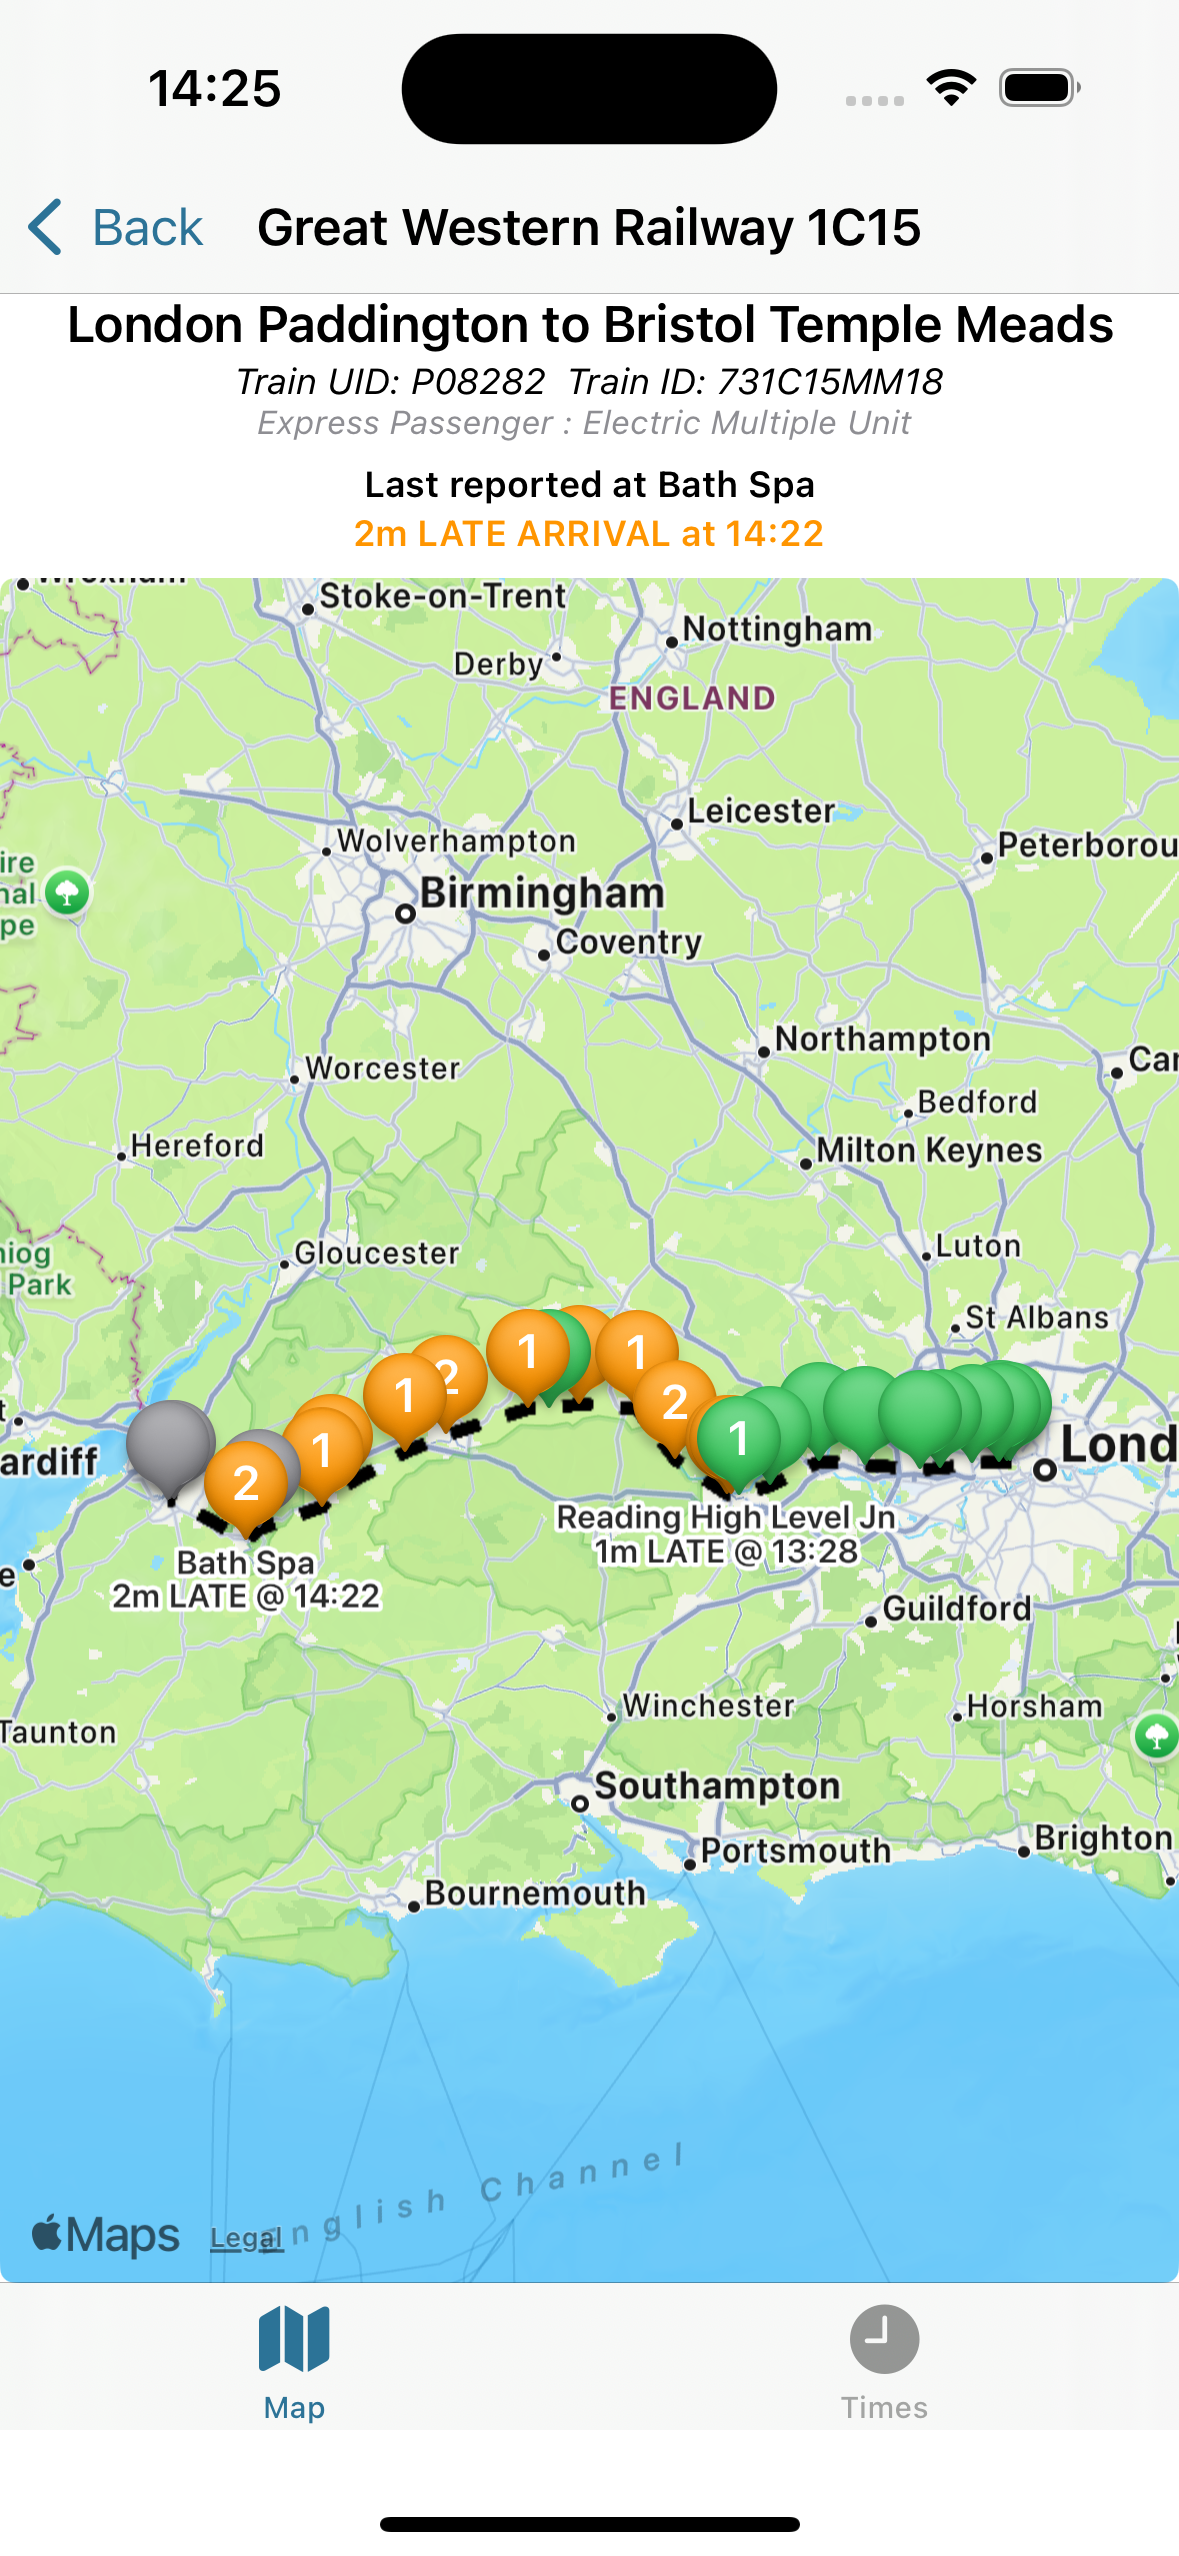 14:25
Back
Great Western Railway 1C15
London Paddington to Bristol Temple Meads
Train UID: P08282 Train ID: 731C15MM18
Express Passenger : Electric Multiple Unit
Last reported at Bath Spa
2m LATE ARRIVAL at 14:22
Stoke-on-Trent
Nottingham
Derby
ENGLAND
Leicester
Wolverhampton
Peterborou
ire
nal
pe
Birmingham
Coventry
Northampton
Car
Worcester
Bedford
Hereford
Milton Keynes
niog
Park
Gloucester
Luton
St Albans
1
1
2
1
2
1
1
2
ardiff
Lond
Reading High Level Jn
1m LATE @ 13:28
Bath Spa
2m LATE @ 14:22
e
Guildford
Winchester
Horsham
Taunton
Southampton
Portsmouth
Brighton
Bournemouth
English Channel
Maps
Legal
Map
Times